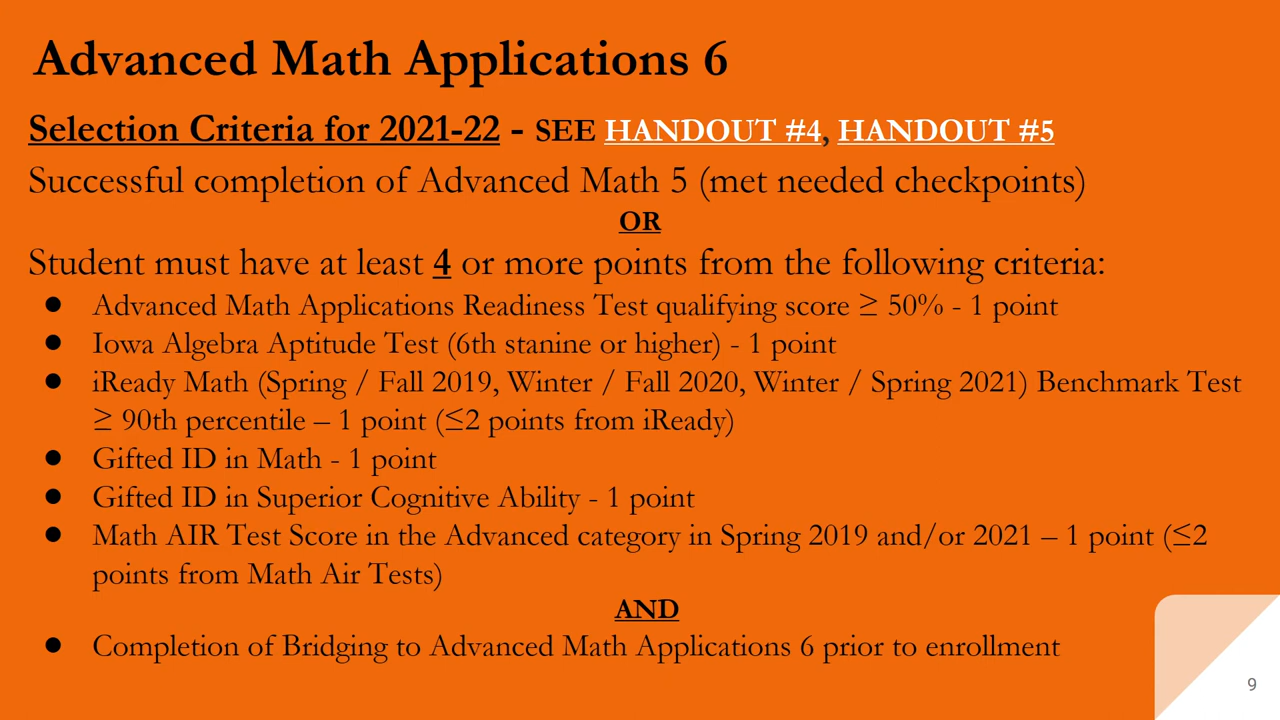 Advanced Math Applications 6
Selection Criteria for 2021-22 - SEE HANDOUT #4, HANDOUT #5
Successful completion of Advanced Math 5 (met needed checkpoints)
OR
Student must have at least 4 or more points from the following criteria:
● Advanced Math Applications Readiness Test qualifying score ≥ 50% - 1 point
● Iowa Algebra Aptitude Test (6th stanine or higher) - 1 point
● iReady Math (Spring / Fall 2019, Winter / Fall 2020, Winter / Spring 2021) Benchmark Test
≥ 90th percentile – 1 point (≤2 points from iReady)
● Gifted ID in Math - 1 point
● Gifted ID in Superior Cognitive Ability - 1 point
● Math AIR Test Score in the Advanced category in Spring 2019 and/or 2021 – 1 point (≤2
points from Math Air Tests)
AND
● Completion of Bridging to Advanced Math Applications 6 prior to enrollment
9